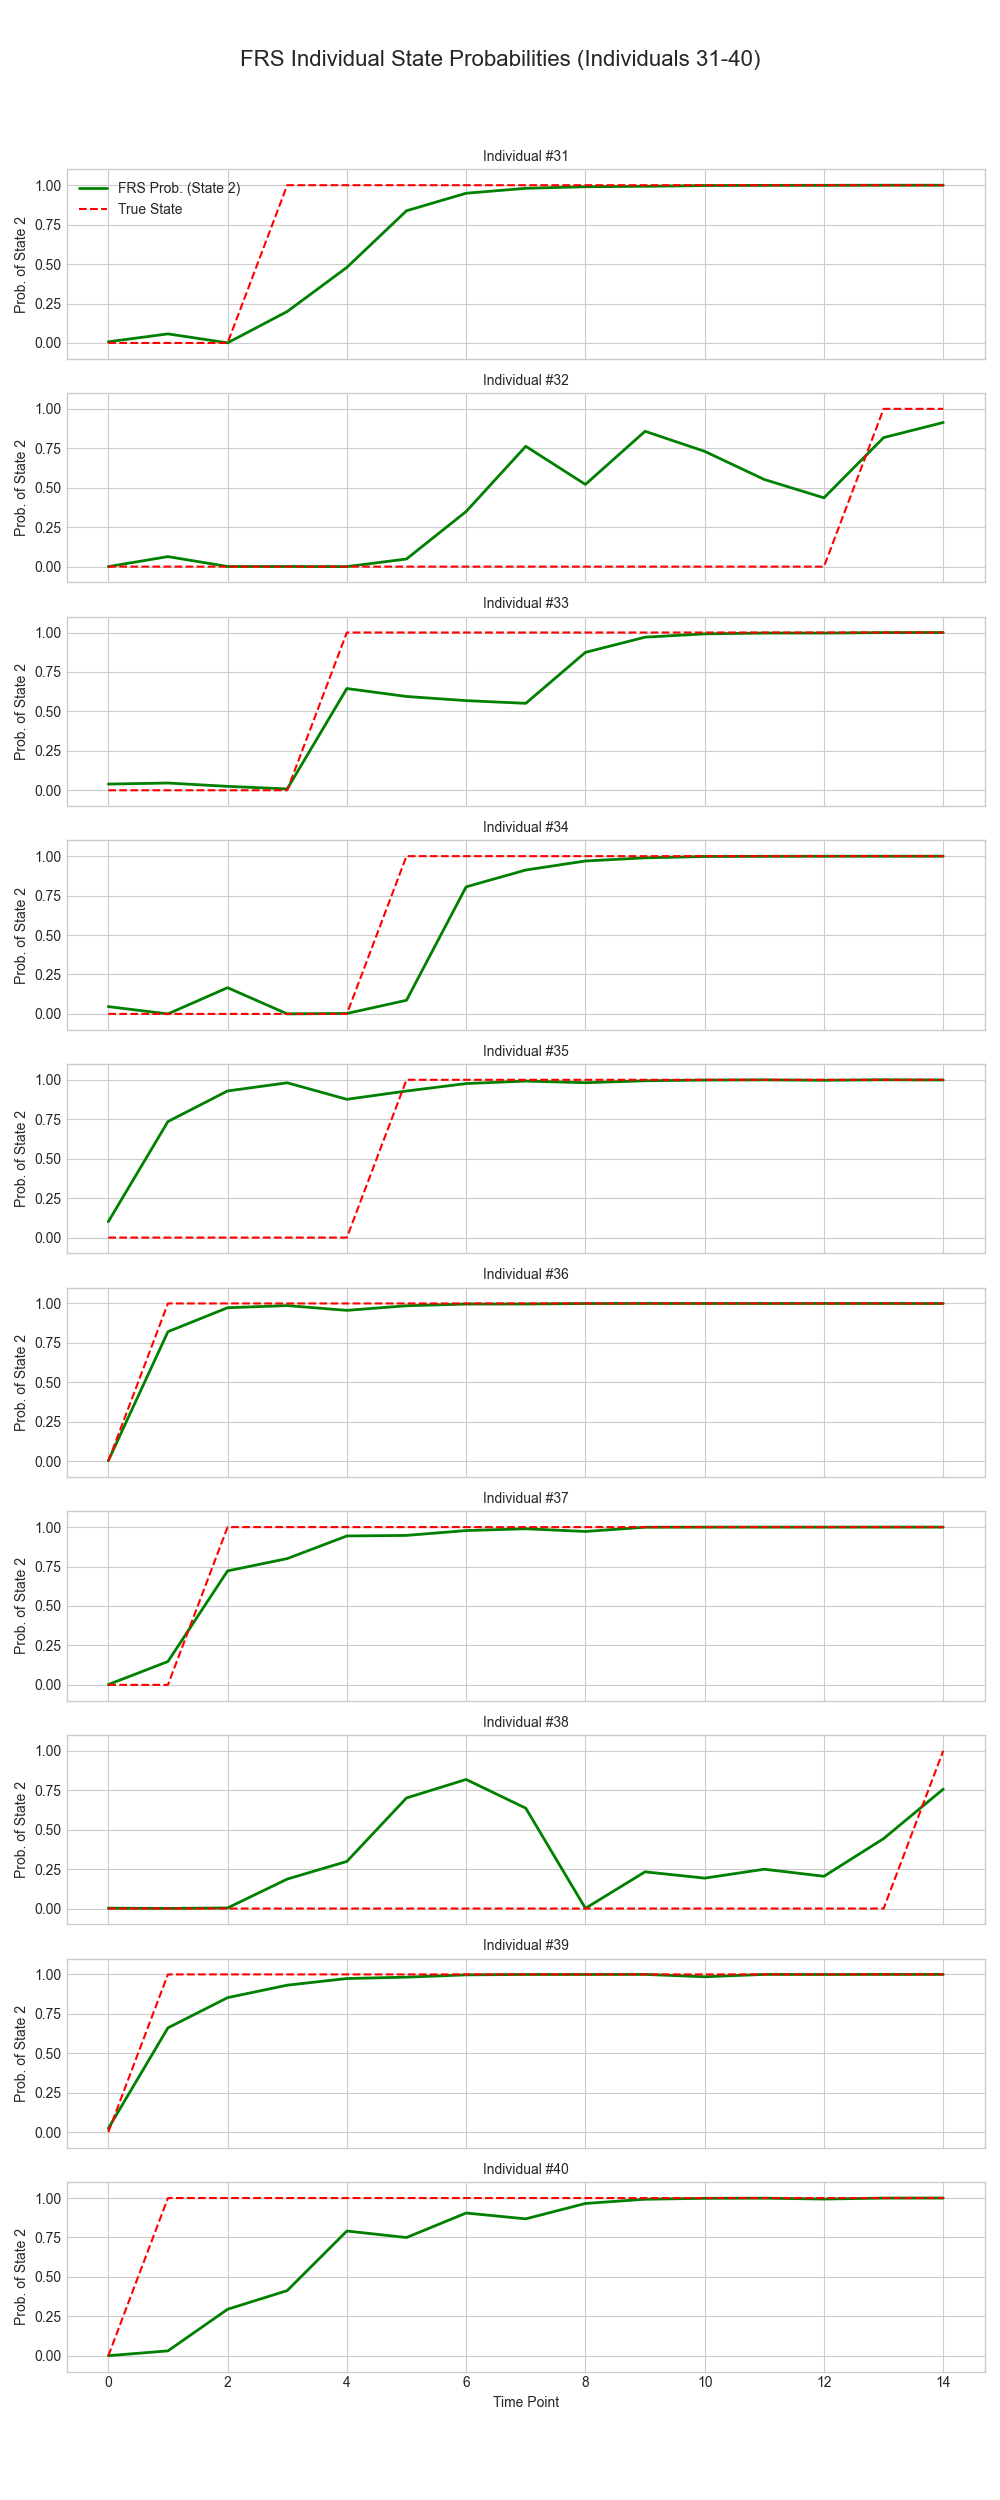 FRS Individual State Probabilities (Individuals 31-40)
Individual #31
FRS Prob. (State 2)
True State
1.00
0.75
0.50
0.25
0.00
Prob. of State 2
Individual #32
1.00
0.75
0.50
0.25
0.00
Prob. of State 2
Individual #33
1.00
0.75
0.50
0.25
0.00
Prob. of State 2
Individual #34
1.00
0.75
0.50
0.25
0.00
Prob. of State 2
Individual #35
1.00
0.75
0.50
0.25
0.00
Prob. of State 2
Individual #36
1.00
0.75
0.50
0.25
0.00
Prob. of State 2
Individual #37
1.00
0.75
0.50
0.25
0.00
Prob. of State 2
Individual #38
1.00
0.75
0.50
0.25
0.00
Prob. of State 2
Individual #39
1.00
0.75
0.50
0.25
0.00
Prob. of State 2
Individual #40
1.00
0.75
0.50
0.25
0.00
Prob. of State 2
0 2 4 6 8 10 12 14
Time Point